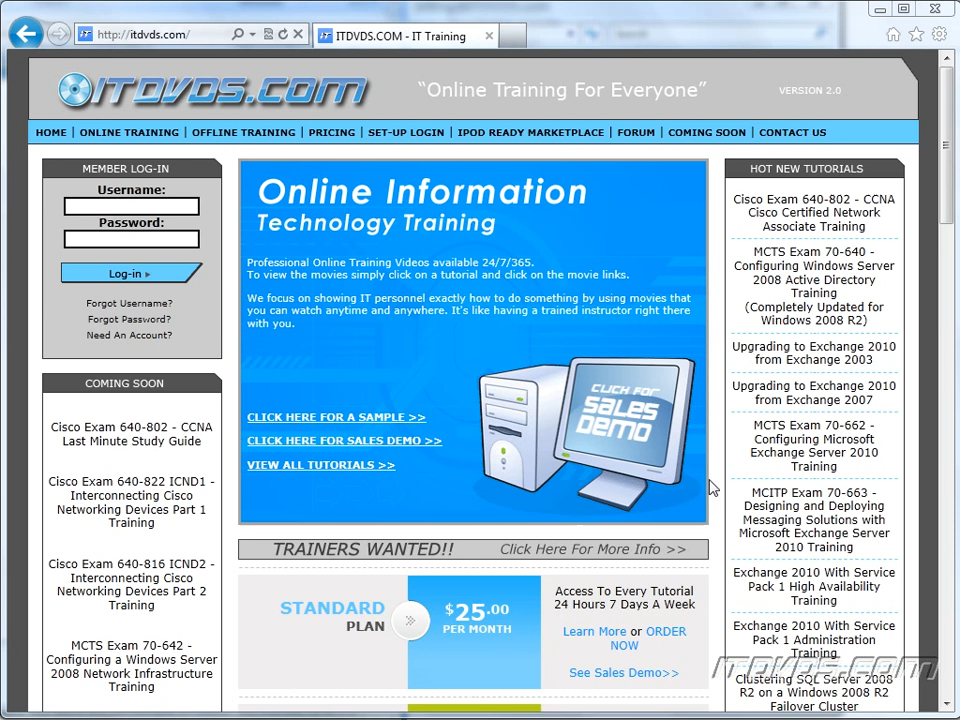 http://itdvds.com/
ITDVDS.COM - IT Training
ITDVDS.COM
“Online Training For Everyone”
VERSION 2.0
HOME | ONLINE TRAINING | OFFLINE TRAINING | PRICING | SET-UP LOGIN | IPOD READY MARKETPLACE | FORUM | COMING SOON | CONTACT US
MEMBER LOG-IN
Username:
Password:
Log-in
Forgot Username?
Forgot Password?
Need An Account?
COMING SOON
Cisco Exam 640-802 - CCNA
Last Minute Study Guide
Cisco Exam 640-822 ICND1 -
Interconnecting Cisco
Networking Devices Part 1
Training
Cisco Exam 640-816 ICND2 -
Interconnecting Cisco
Networking Devices Part 2
Training
MCTS Exam 70-642 -
Configuring a Windows Server
2008 Network Infrastructure
Training
Online Information
Technology Training
Professional Online Training Videos available 24/7/365.
To view the movies simply click on a tutorial and click on the movie links.
We focus on showing IT personnel exactly how to do something by using movies that
you can watch anytime and anywhere. It's like having a trained instructor right there
with you.
CLICK HERE FOR A SAMPLE >>
CLICK HERE FOR SALES DEMO >>
VIEW ALL TUTORIALS >>
CLICK FOR
SALES
DEMO
TRAINERS WANTED!! Click Here For More Info >>
STANDARD
PLAN
$25.00
PER MONTH
Access To Every Tutorial
24 Hours 7 Days A Week
Learn More or ORDER
NOW
See Sales Demo>>
HOT NEW TUTORIALS
Cisco Exam 640-802 - CCNA
Cisco Certified Network
Associate Training
MCTS Exam 70-640 -
Configuring Windows Server
2008 Active Directory
Training
(Completely Updated for
Windows 2008 R2)
Upgrading to Exchange 2010
from Exchange 2003
Upgrading to Exchange 2010
from Exchange 2007
MCTS Exam 70-662 -
Configuring Microsoft
Exchange Server 2010
Training
MCITP Exam 70-663 -
Designing and Deploying
Messaging Solutions with
Microsoft Exchange Server
2010 Training
Exchange 2010 With Service
Pack 1 High Availability
Training
Exchange 2010 With Service
Pack 1 Administration
Training
Clustering SQL Server 2008
R2 on a Windows 2008 R2
Failover Cluster
ITDVDS.COM